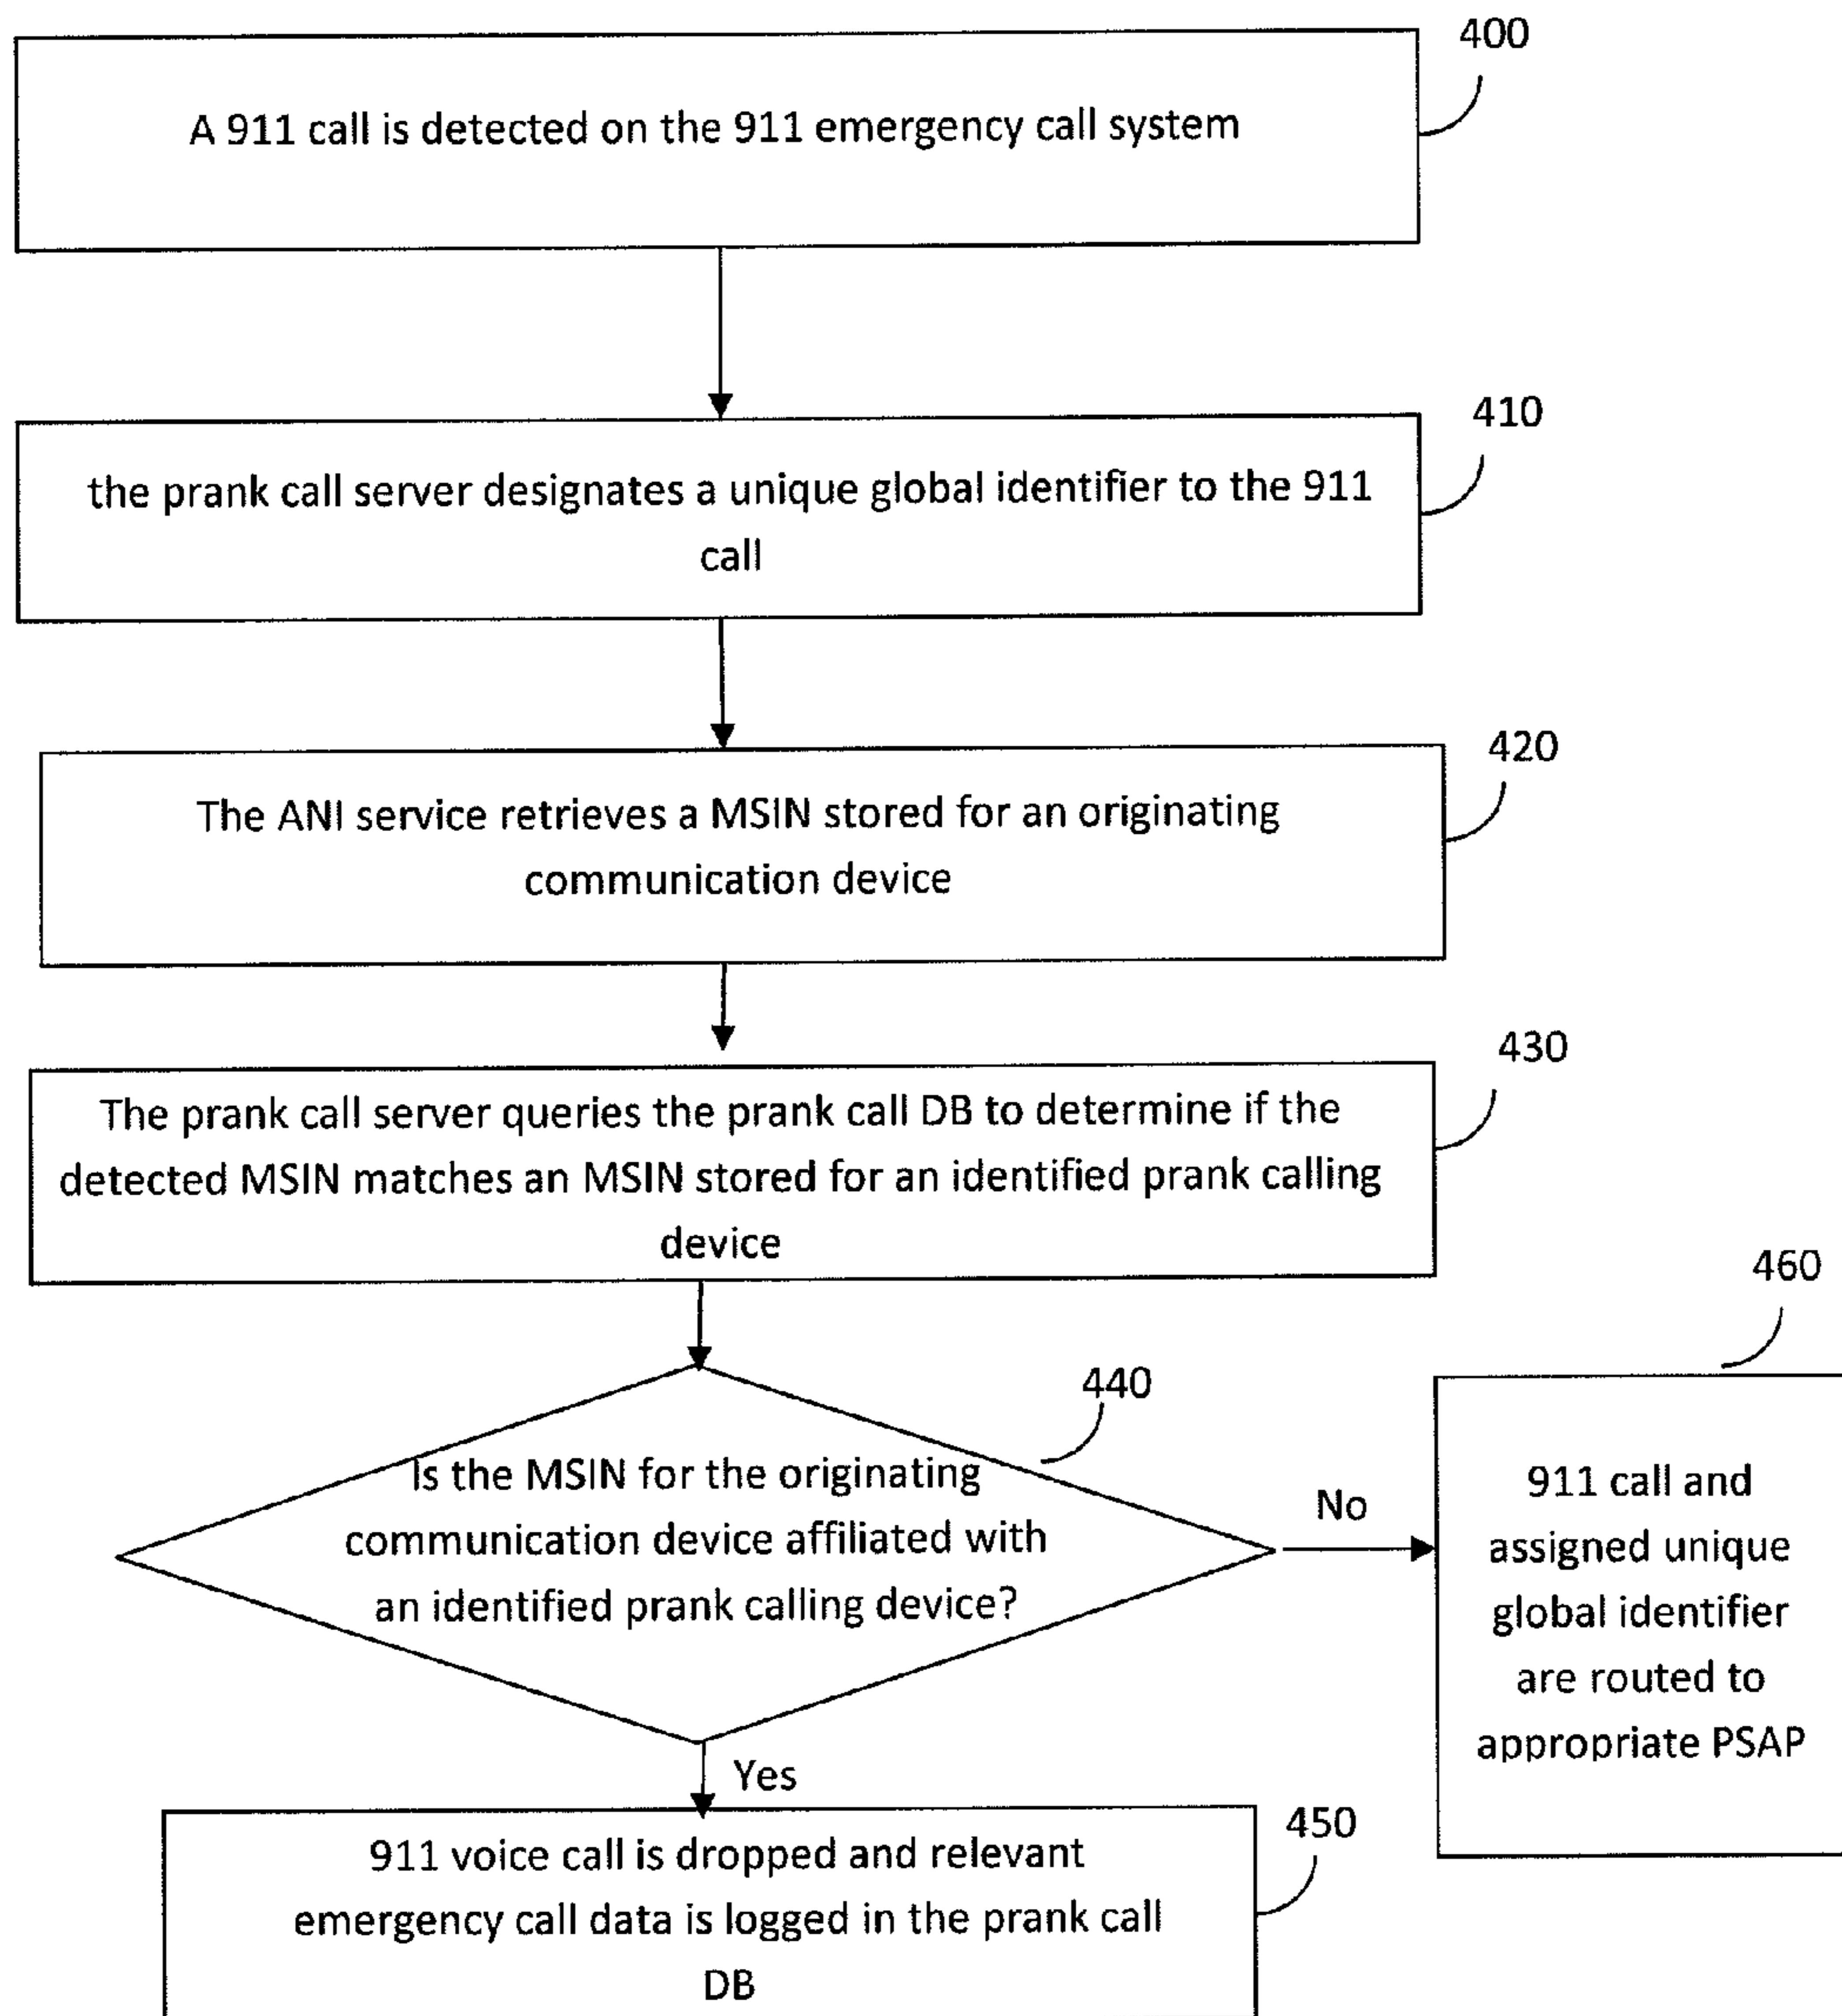 400
A 911 call is detected on the 911 emergency call system
410
the prank call server designates a unique global identifier to the 911
call
420
The ANI service retrieves a MSIN stored for an originating
communication device
430
The prank call server queries the prank call DB to determine if the
detected MSIN matches an MSIN stored for an identified prank calling
device
440
Is the MSIN for the originating
communication device affiliated with
an identified prank calling device?
No
460
911 call and
assigned unique
global identifier
are routed to
appropriate PSAP
Yes
450
911 voice call is dropped and relevant
emergency call data is logged in the prank call
DB